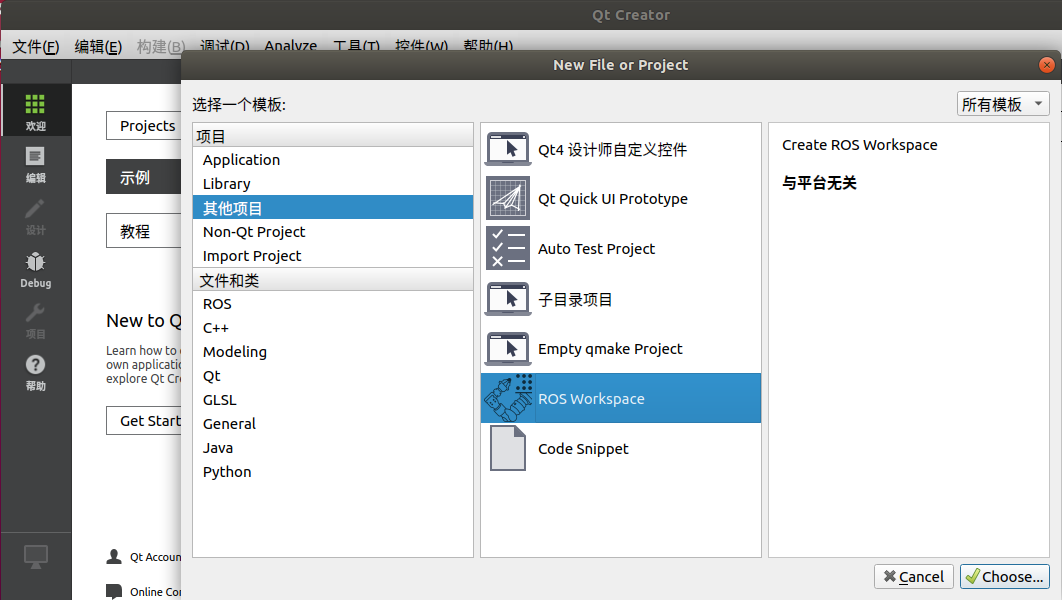 Qt Creator
文件(F) 编辑(E) 构建(B) 调试(D) Analyze 工具(T) 控件(W) 帮助(H)
New File or Project
选择一个模板:
所有模板
欢迎
编辑
设计
Debug
项目
帮助
Projects
示例
教程
New to Q
Learn how to
own applicatio
explore Qt Cr
Get Start
Qt Accoun
Online Co
项目
Application
Library
其他项目
Non-Qt Project
Import Project
文件和类
ROS
C++
Modeling
Qt
GLSL
General
Java
Python
Qt4 设计师自定义控件
Qt Quick UI Prototype
Auto Test Project
子目录项目
Empty qmake Project
ROS Workspace
Code Snippet
Create ROS Workspace
与平台无关
Cancel
Choose...